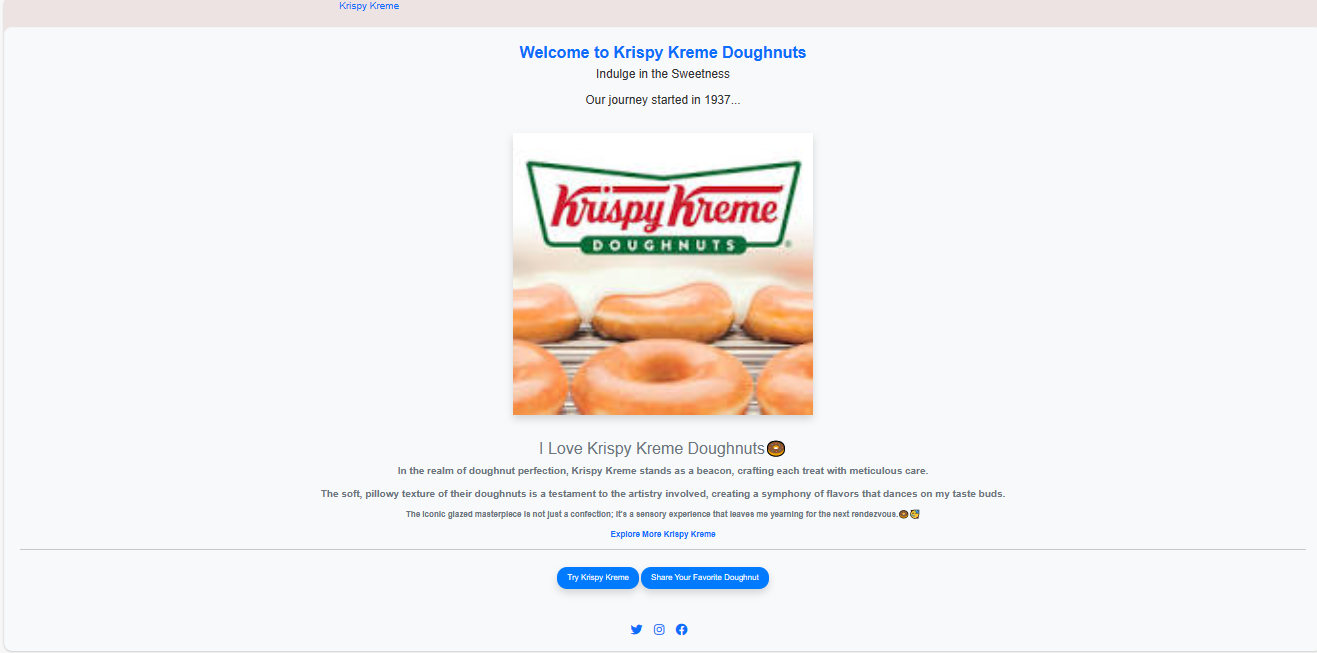 Krispy Kreme
Welcome to Krispy Kreme Doughnuts
Indulge in the Sweetness
Our journey started in 1937...
Krispy Kreme
DOUGHNUTS
I Love Krispy Kreme Doughnuts🍩
In the realm of doughnut perfection, Krispy Kreme stands as a beacon, crafting each treat with meticulous care.
The soft, pillowy texture of their doughnuts is a testament to the artistry involved, creating a symphony of flavors that dances on my taste buds.
The iconic glazed masterpiece is not just a confection; it's a sensory experience that leaves me yearning for the next rendezvous.🍩
Explore More Krispy Kreme
Try Krispy Kreme
Share Your Favorite Doughnut